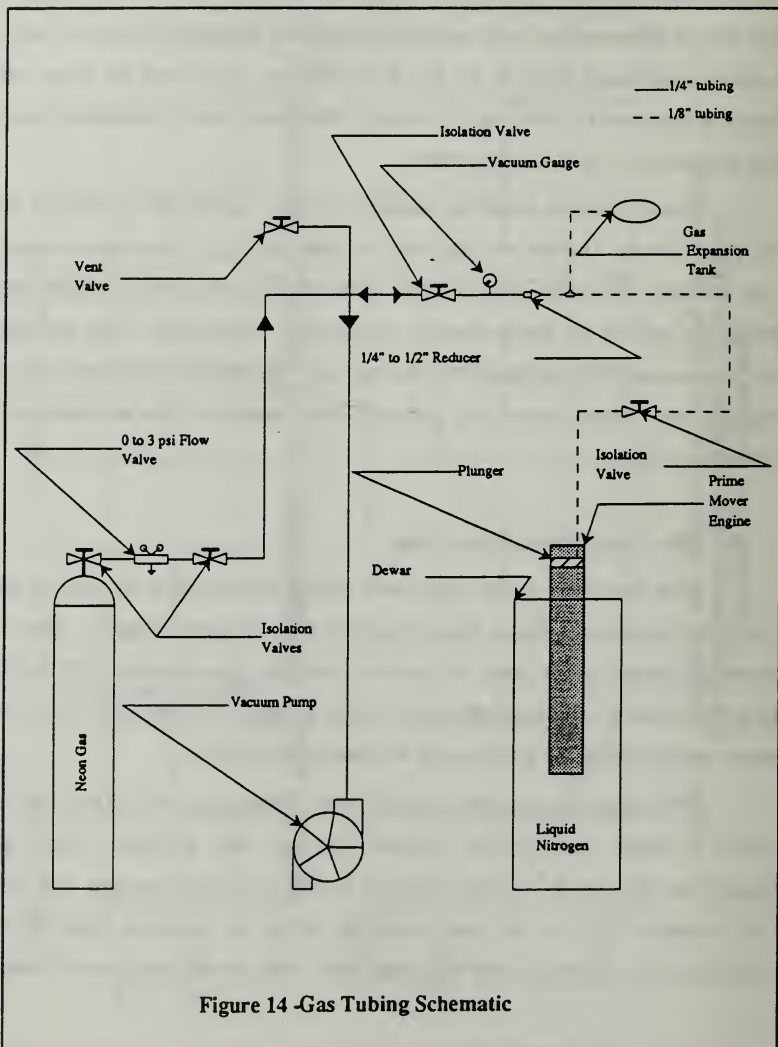 1/4" tubing
1/8" tubing
Isolation Valve
Vacuum Gauge
Gas
Expansion
Tank
Vent
Valve
1/4" to 1/2" Reducer
0 to 3 psi Flow
Valve
Plunger
Isolation
Valve
Prime
Mover
Engine
Dewar
Isolation
Valves
Vacuum Pump
Neon Gas
Liquid
Nitrogen
Figure 14 -Gas Tubing Schematic